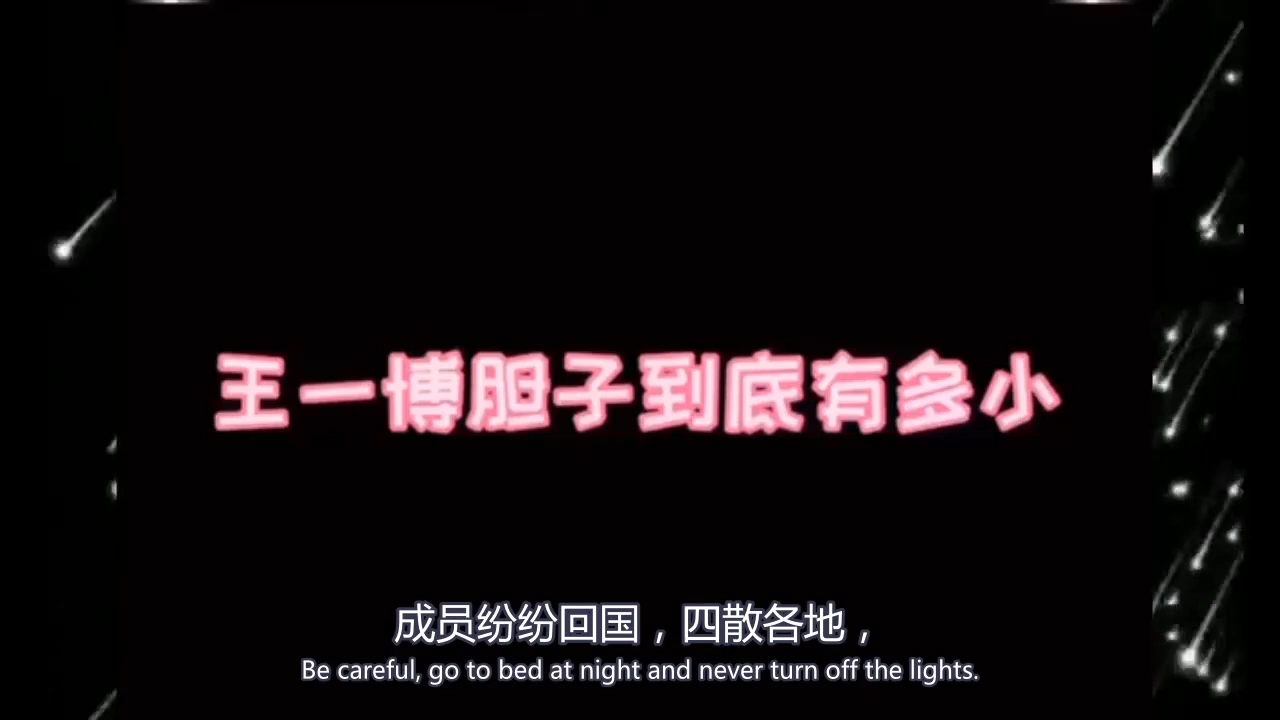 王一博胆子到底有多小
成员纷纷回国，四散各地，
Be careful, go to bed at night and never turn off the lights.